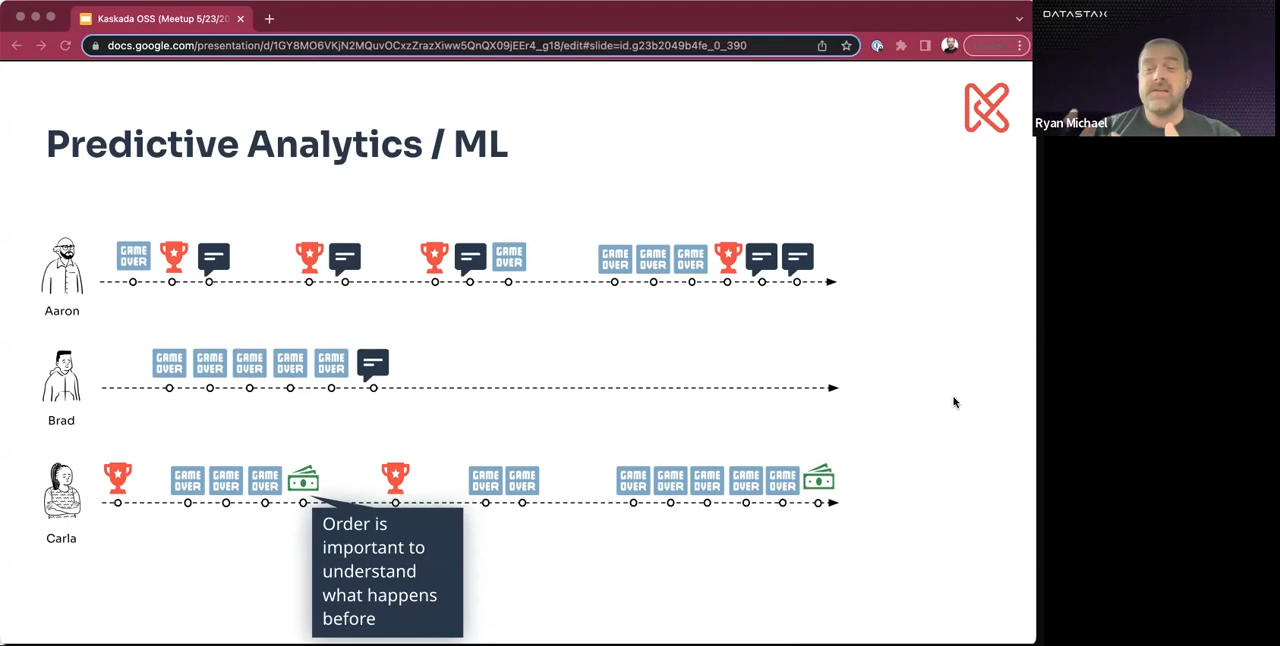 Kaskada OSS (Meetup 5/23/20
docs.google.com/presentation/d/1GY8MO6VKjN2MQuvOCxzZrazXiww5QnQX09jEEr4_g18/edit#slide=id.g23b2049b4fe_0_390
DATASTAX
Ryan Michael
Predictive Analytics / ML
GAME OVER
GAME OVER
GAME OVER
GAME OVER
GAME OVER
Aaron
GAME OVER
GAME OVER
GAME OVER
GAME OVER
GAME OVER
Brad
GAME OVER
GAME OVER
GAME OVER
GAME OVER
GAME OVER
GAME OVER
GAME OVER
GAME OVER
GAME OVER
GAME OVER
Carla
Order is
important to
understand
what happens
before